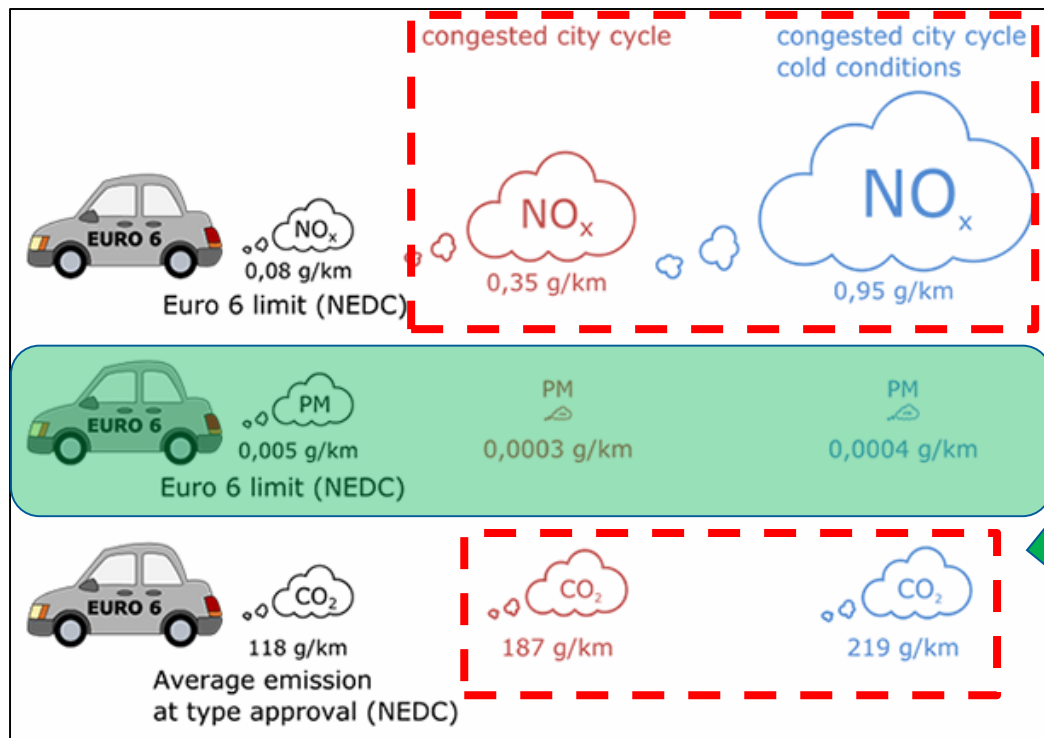 congested city cycle
congested city cycle
cold conditions
EURO 6
NOx
0,08 g/km
Euro 6 limit (NEDC)
NOx
0,35 g/km
NOx
0,95 g/km
EURO 6
PM
0,005 g/km
Euro 6 limit (NEDC)
PM
0,0003 g/km
PM
0,0004 g/km
EURO 6
CO2
118 g/km
Average emission
at type approval (NEDC)
CO2
187 g/km
CO2
219 g/km